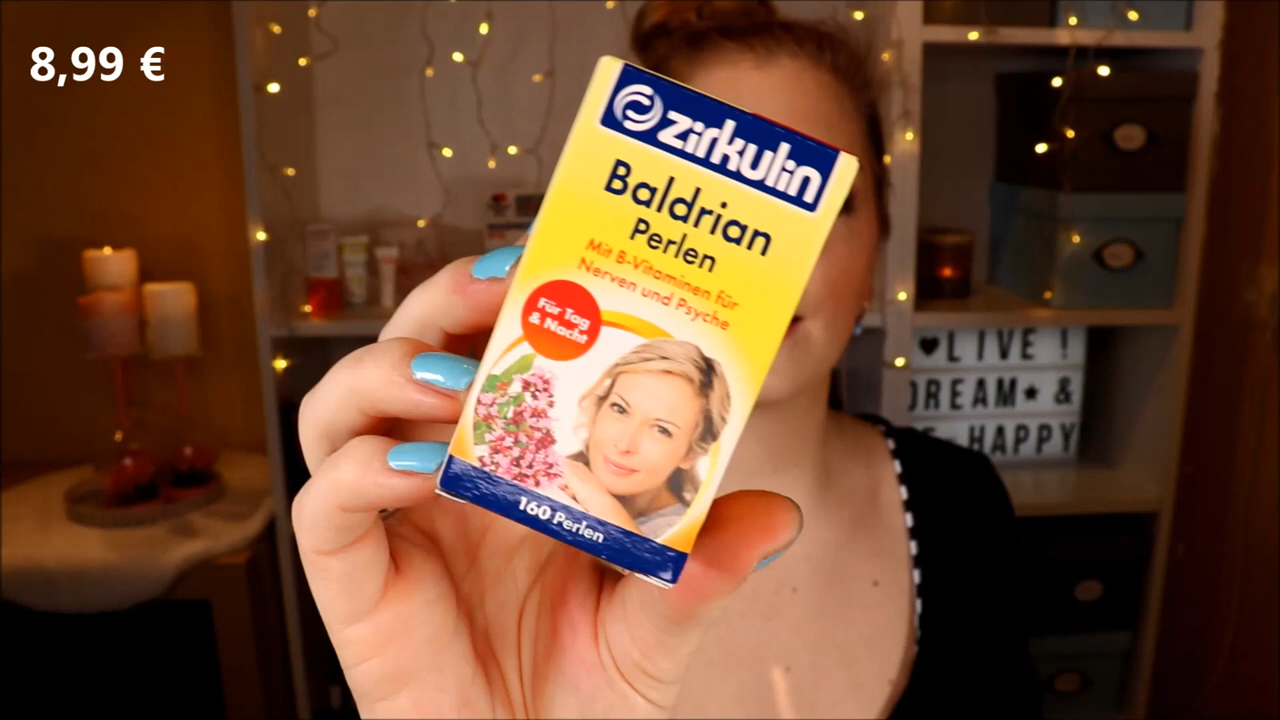 8,99 €
zirkulin
Baldrian
Perlen
Mit B-Vitaminen für
Nerven und Psyche
Für Tag
& Nacht
160 Perlen
♥LIVE !
DREAM★&
HAPPY